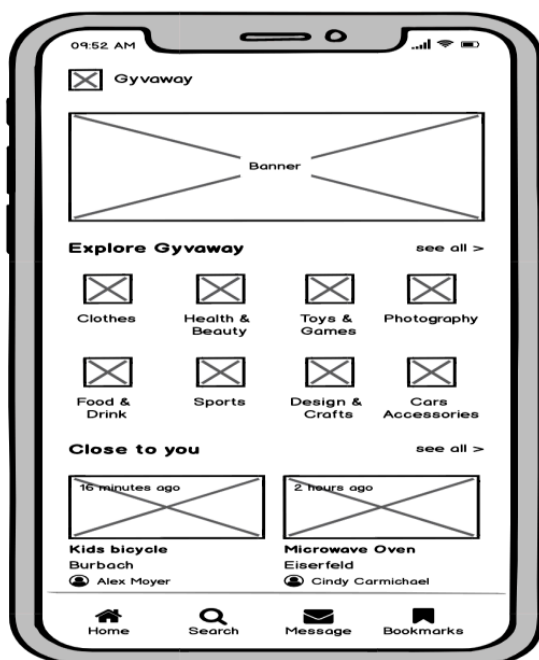 09:52 AM
Gyvaway
Banner
Explore Gyvaway see all >
Clothes Health & Beauty Toys & Games Photography
Food & Drink Sports Design & Crafts Cars Accessories
Close to you see all >
16 minutes ago 2 hours ago
Kids bicycle Microwave Oven
Burbach Eiserfeld
Alex Moyer Cindy Carmichael
Home Search Message Bookmarks